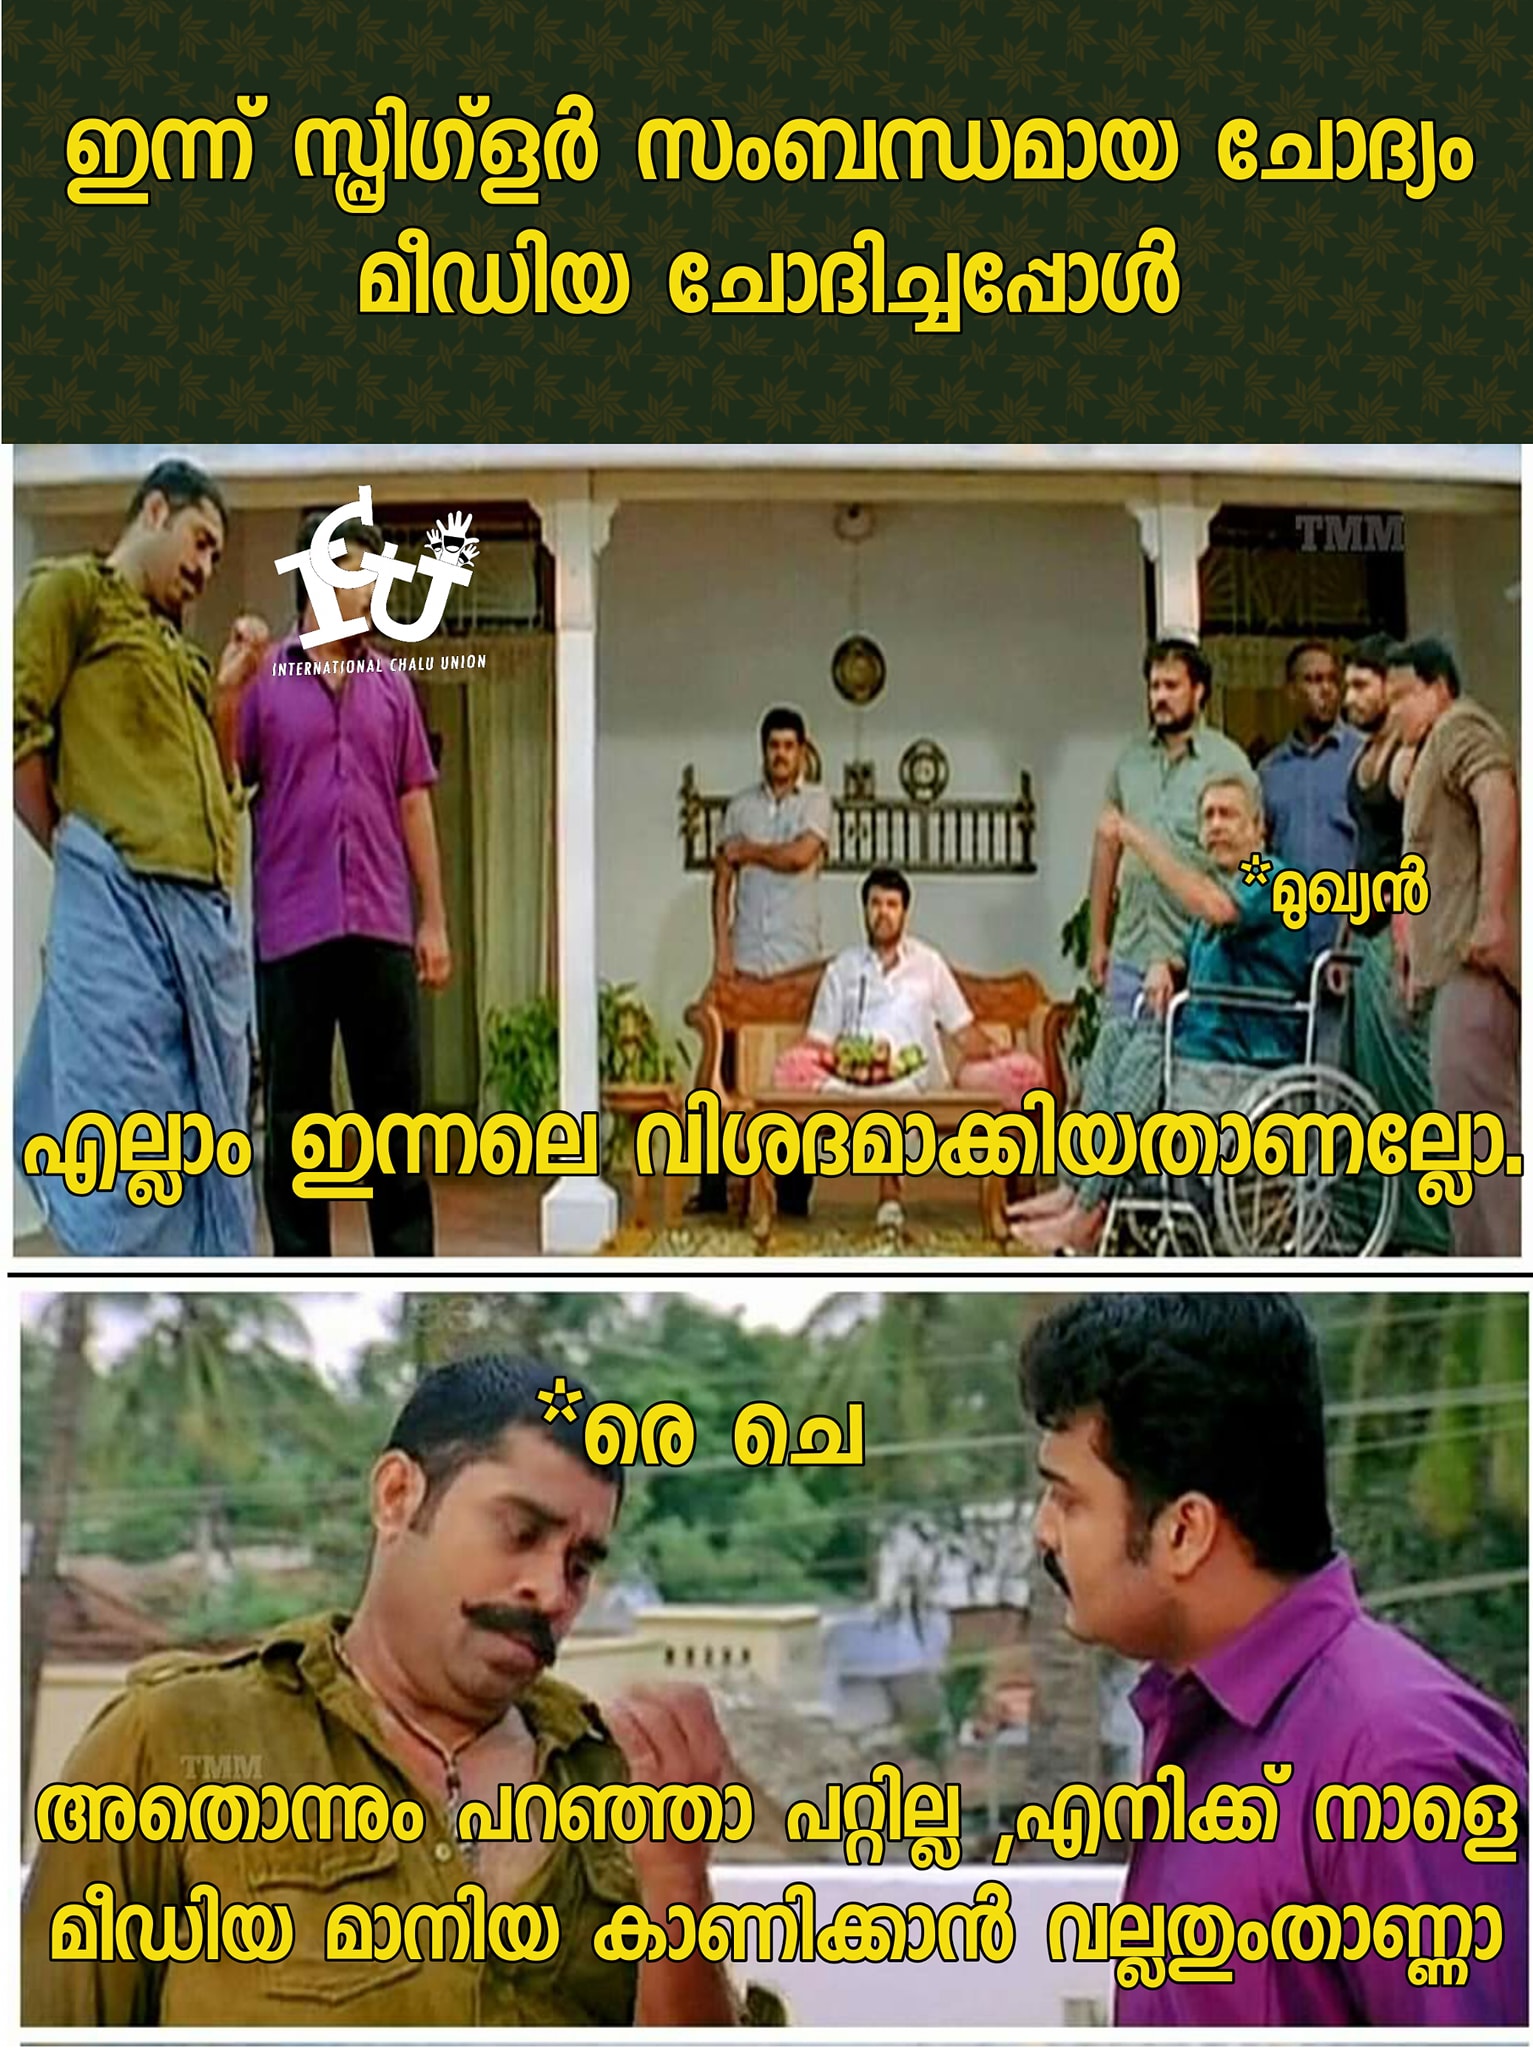 ഇന്ന് സ്പ്രിഗ്ളർ സംബന്ധമായ ചോദ്യം
മീഡിയ ചോദിച്ചപ്പോൾ
ICU
INTERNATIONAL CHALU UNION
TMM
*മുഖ്യൻ
എല്ലാം ഇന്നലെ വിശദമാക്കിയതാണല്ലോ.
*രെ ചെ
TMM
അതൊന്നും പറഞ്ഞാ പറ്റില്ല ,എനിക്ക് നാളെ
മീഡിയ മാനിയ കാണിക്കാൻ വല്ലതുംതാണ്ണാ